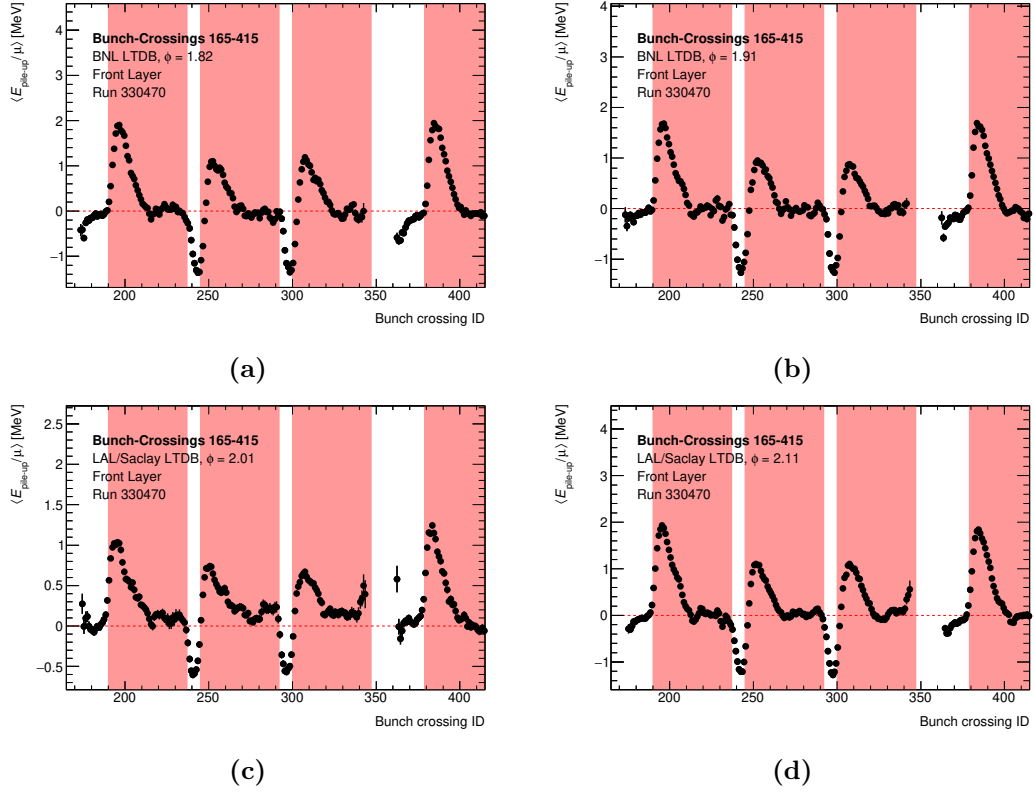 ⟨E_pile-up/μ⟩ [MeV]
4
3
2
1
0
−1
Bunch-Crossings 165-415
BNL LTDB, φ = 1.82
Front Layer
Run 330470
200
250
300
350
400
Bunch crossing ID
(a)
⟨E_pile-up/μ⟩ [MeV]
4
3
2
1
0
−1
Bunch-Crossings 165-415
BNL LTDB, φ = 1.91
Front Layer
Run 330470
200
250
300
350
400
Bunch crossing ID
(b)
⟨E_pile-up/μ⟩ [MeV]
2.5
2
1.5
1
0.5
0
−0.5
Bunch-Crossings 165-415
LAL/Saclay LTDB, φ = 2.01
Front Layer
Run 330470
200
250
300
350
400
Bunch crossing ID
(c)
⟨E_pile-up/μ⟩ [MeV]
4
3
2
1
0
−1
Bunch-Crossings 165-415
LAL/Saclay LTDB, φ = 2.11
Front Layer
Run 330470
200
250
300
350
400
Bunch crossing ID
(d)